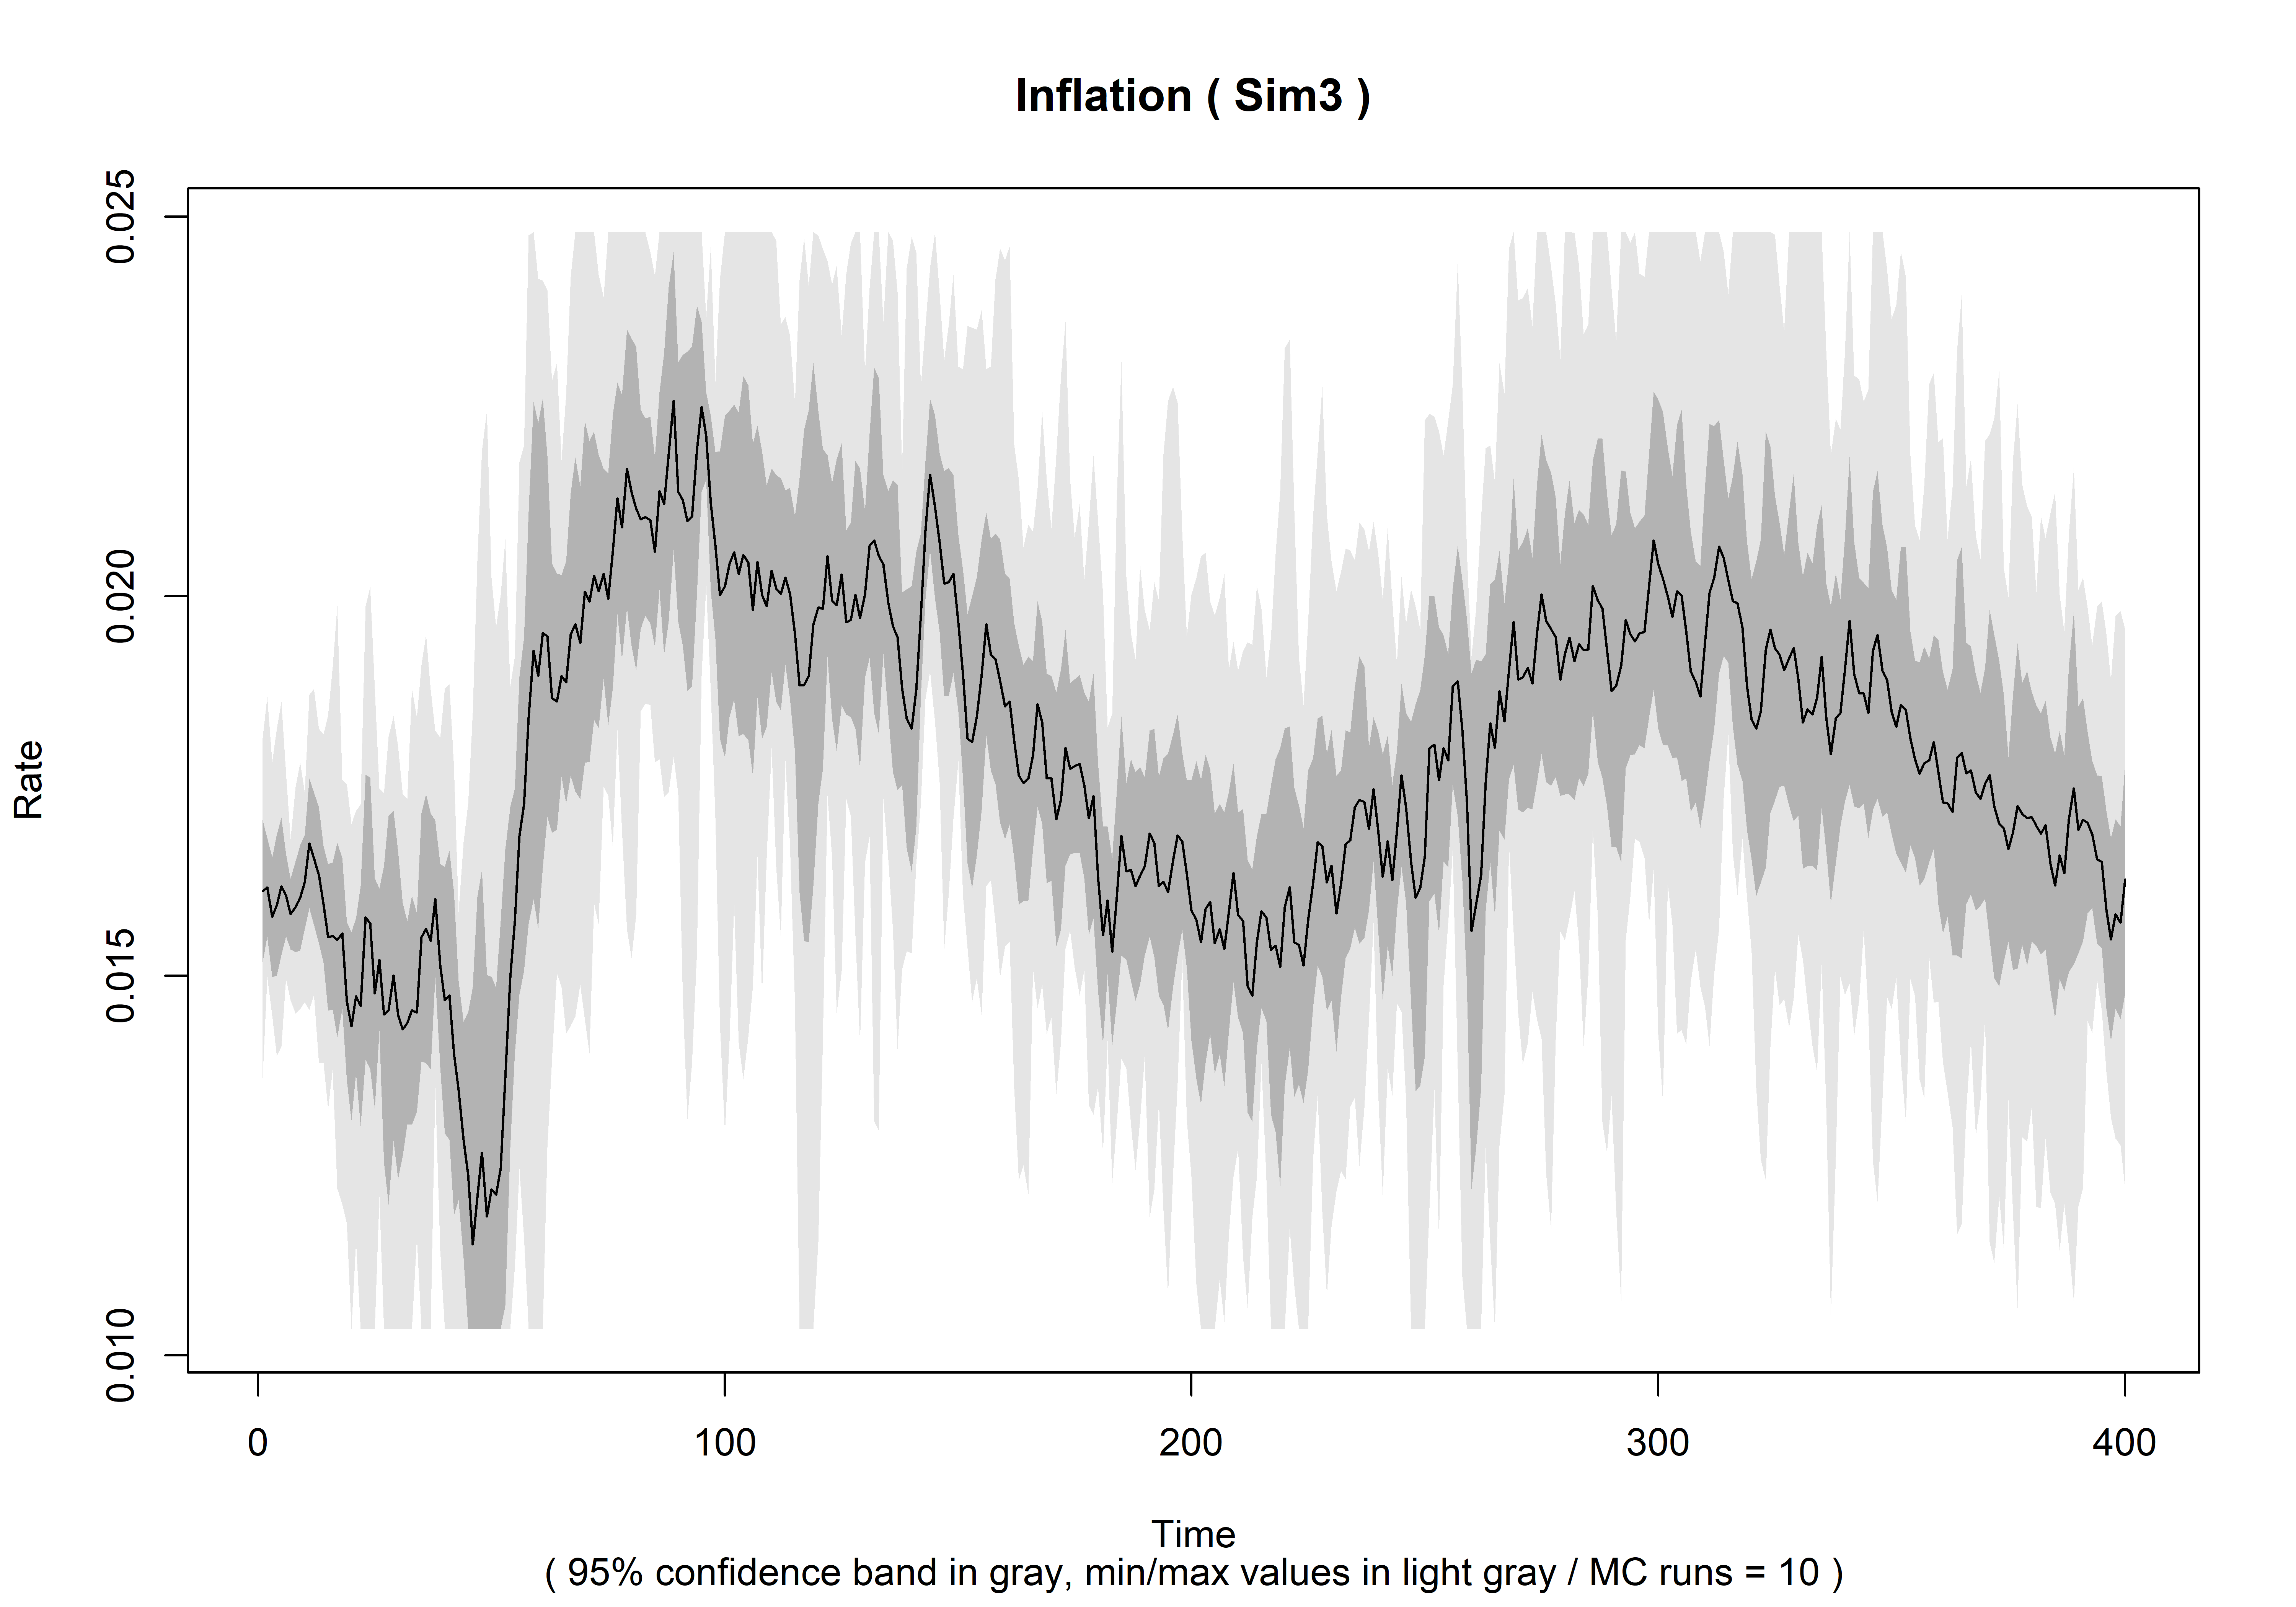 Inflation ( Sim3 )
Rate
0.025
0.020
0.015
0.010
0 100 200 300 400
Time
( 95% confidence band in gray, min/max values in light gray / MC runs = 10 )